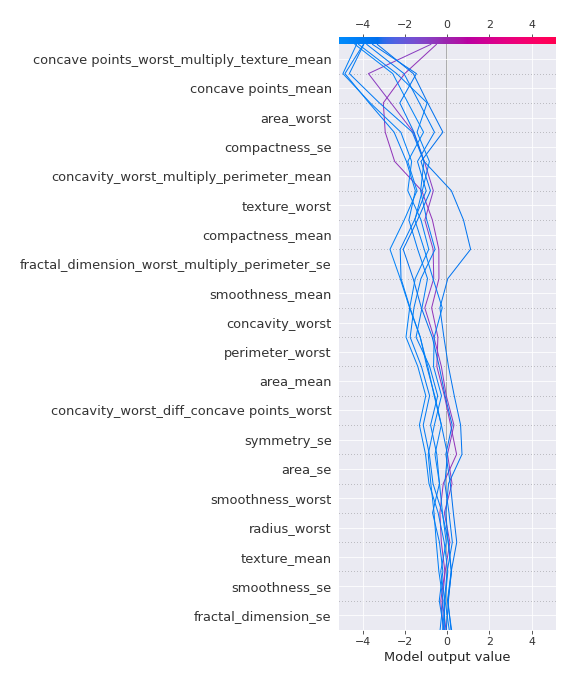 −4 −2 0 2 4
concave points_worst_multiply_texture_mean
concave points_mean
area_worst
compactness_se
concavity_worst_multiply_perimeter_mean
texture_worst
compactness_mean
fractal_dimension_worst_multiply_perimeter_se
smoothness_mean
concavity_worst
perimeter_worst
area_mean
concavity_worst_diff_concave points_worst
symmetry_se
area_se
smoothness_worst
radius_worst
texture_mean
smoothness_se
fractal_dimension_se
−4 −2 0 2 4
Model output value